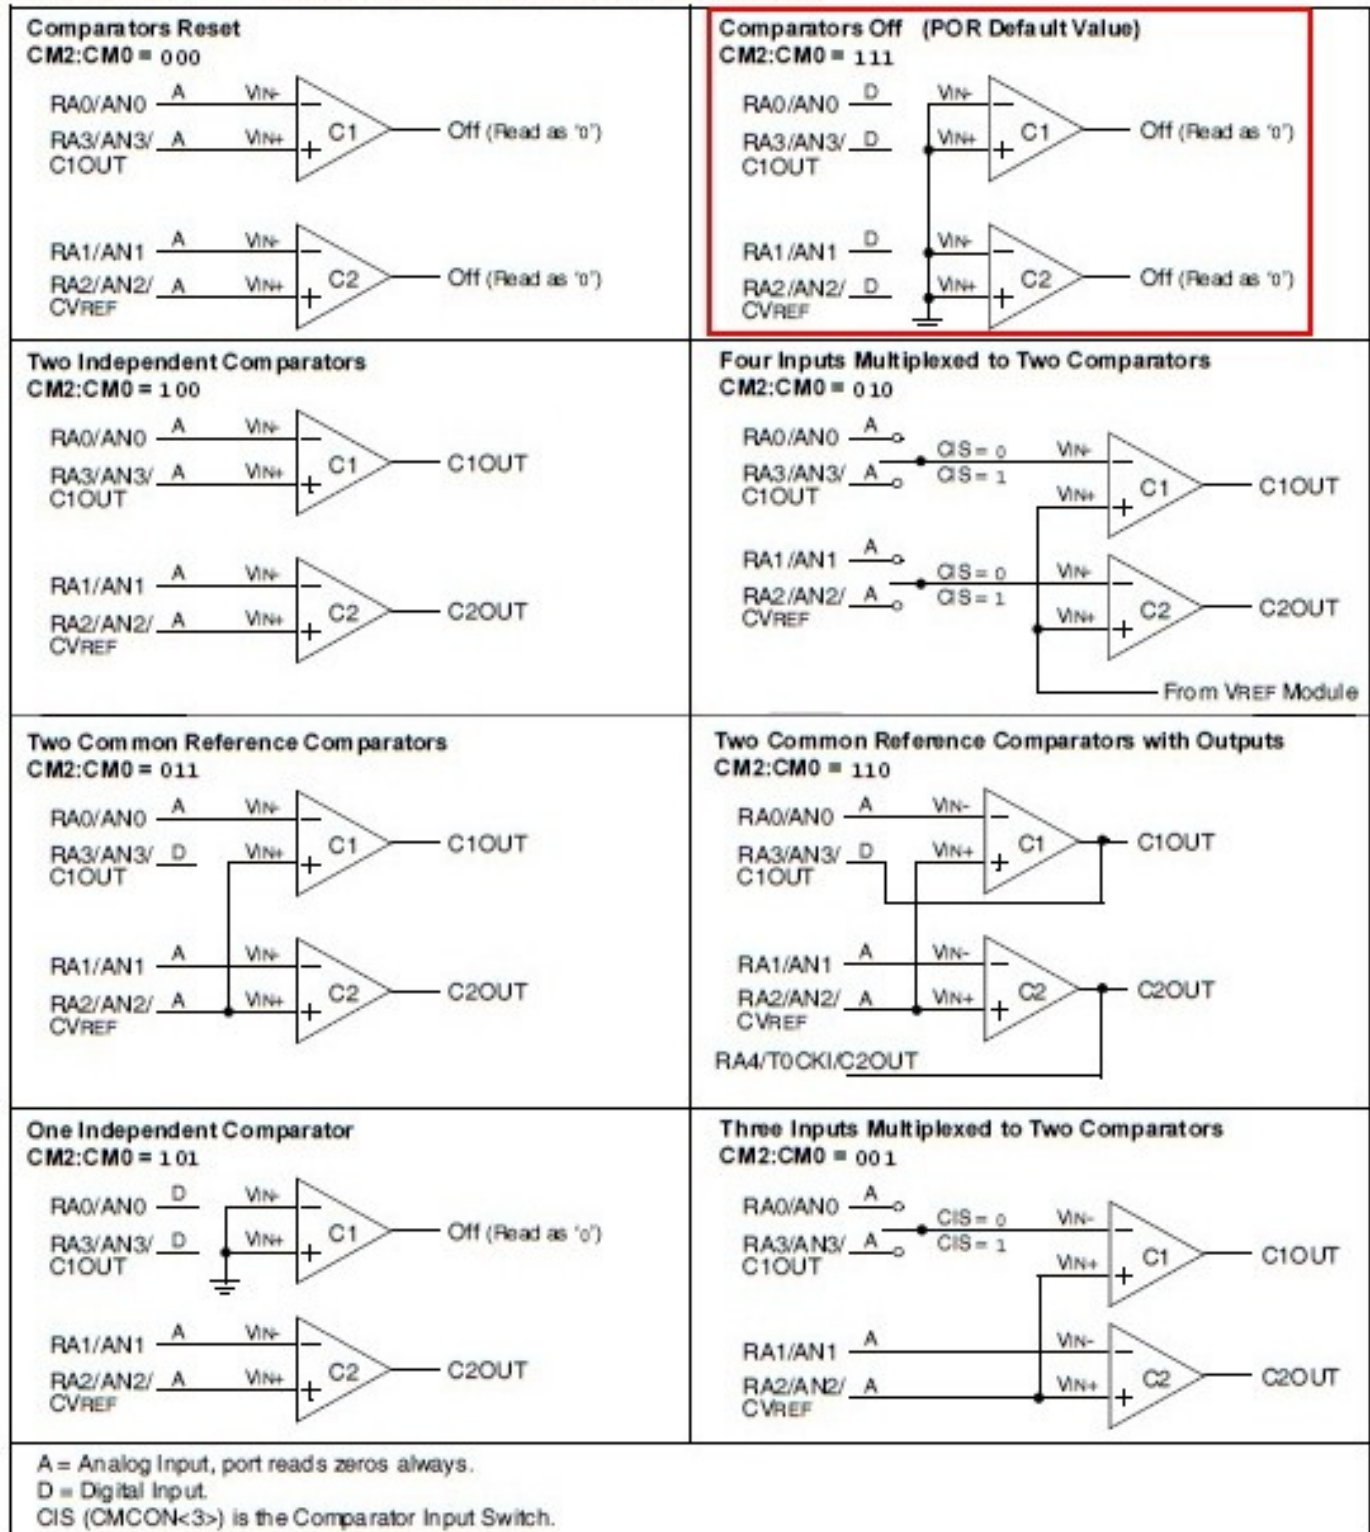 Comparators Reset
CM2:CM0 = 000
RA0/AN0 A VIN-
RA3/AN3/ A VIN+
C1OUT
C1
Off (Read as '0')
RA1/AN1 A VIN-
RA2/AN2/ A VIN+
CVREF
C2
Off (Read as '0')
Comparators Off (POR Default Value)
CM2:CM0 = 111
RA0/AN0 D VIN-
RA3/AN3/ D VIN+
C1OUT
C1
Off (Read as '0')
RA1/AN1 D VIN-
RA2/AN2/ D VIN+
CVREF
C2
Off (Read as '0')
Two Independent Comparators
CM2:CM0 = 100
RA0/AN0 A VIN-
RA3/AN3/ A VIN+
C1OUT
C1
C1OUT
RA1/AN1 A VIN-
RA2/AN2/ A VIN+
CVREF
C2
C2OUT
Four Inputs Multiplexed to Two Comparators
CM2:CM0 = 010
RA0/AN0 A
CIS = 0 VIN-
RA3/AN3/ A CIS = 1
C1OUT
VIN+
C1
C1OUT
RA1/AN1 A
CIS = 0 VIN-
RA2/AN2/ A CIS = 1
CVREF
VIN+
C2
C2OUT
From VREF Module
Two Common Reference Comparators
CM2:CM0 = 011
RA0/AN0 A VIN-
RA3/AN3/ D VIN+
C1OUT
C1
C1OUT
RA1/AN1 A VIN-
RA2/AN2/ A VIN+
CVREF
C2
C2OUT
Two Common Reference Comparators with Outputs
CM2:CM0 = 110
RA0/AN0 A VIN-
RA3/AN3/ D VIN+
C1OUT
C1
C1OUT
RA1/AN1 A VIN-
RA2/AN2/ A VIN+
CVREF
C2
C2OUT
RA4/T0CKI/C2OUT
One Independent Comparator
CM2:CM0 = 101
RA0/AN0 D VIN-
RA3/AN3/ D VIN+
C1OUT
C1
Off (Read as '0')
RA1/AN1 A VIN-
RA2/AN2/ A VIN+
CVREF
C2
C2OUT
Three Inputs Multiplexed to Two Comparators
CM2:CM0 = 001
RA0/AN0 A
CIS = 0 VIN-
RA3/AN3/ A CIS = 1
C1OUT
VIN+
C1
C1OUT
RA1/AN1 A VIN-
RA2/AN2/ A VIN+
CVREF
C2
C2OUT
A = Analog Input, port reads zeros always.
D = Digital Input.
CIS (CMCON<3>) is the Comparator Input Switch.